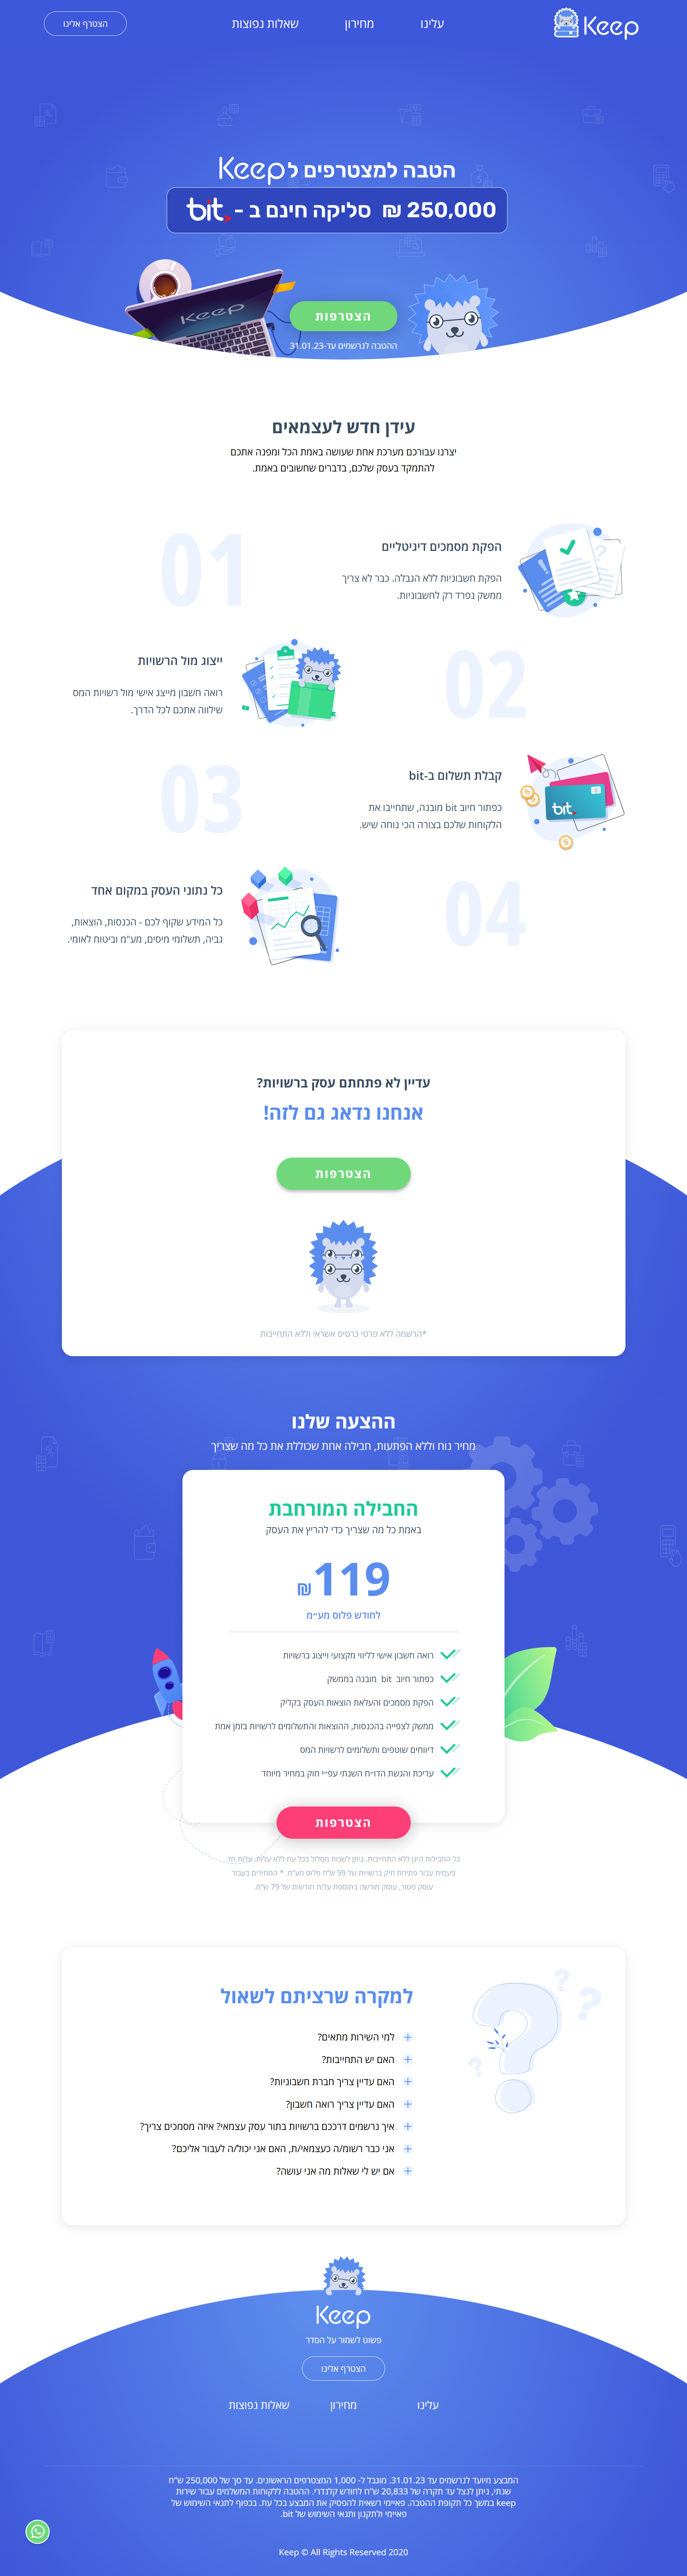 Keep
עלינו
מחירון
שאלות נפוצות
הצטרף אלינו
הטבה למצטרפים לKeep
250,000 ₪ סליקה חינם ב - bit
Keep
הצטרפות
ההטבה לנרשמים עד-31.01.23
עידן חדש לעצמאים
יצרנו עבורכם מערכת אחת שעושה באמת הכל ומפנה אתכם
להתמקד בעסק שלכם, בדברים שחשובים באמת.
01
הפקת מסמכים דיגיטליים
הפקת חשבוניות ללא הגבלה. כבר לא צריך
ממשק נפרד רק לחשבוניות.
02
ייצוג מול הרשויות
רואה חשבון מייצג אישי מול רשויות המס
שילווה אתכם לכל הדרך.
03
קבלת תשלום ב-bit
כפתור חיוב bit מובנה, שתחייבו את
הלקוחות שלכם בצורה הכי נוחה שיש.
bit
04
כל נתוני העסק במקום אחד
כל המידע שקוף לכם - הכנסות, הוצאות,
גביה, תשלומי מיסים, מע"מ וביטוח לאומי.
עדיין לא פתחתם עסק ברשויות?
אנחנו נדאג גם לזה!
הצטרפות
*הרשמה ללא פרטי כרטיס אשראי וללא התחייבות
ההצעה שלנו
מחיר נוח וללא הפתעות, חבילה אחת שכוללת את כל מה שצריך
החבילה המורחבת
באמת כל מה שצריך כדי להריץ את העסק
119₪
לחודש פלוס מע״מ
רואה חשבון אישי לליווי מקצועי וייצוג ברשויות
כפתור חיוב bit מובנה בממשק
הפקת מסמכים והעלאת הוצאות העסק בקליק
ממשק לצפייה בהכנסות, ההוצאות והתשלומים לרשויות בזמן אמת
דיווחים שוטפים ותשלומים לרשויות המס
עריכת והגשת הדו״ח השנתי עפ״י חוק במחיר מיוחד
הצטרפות
כל החבילות הינן ללא התחייבות. ניתן לשנות מסלול בכל עת ללא עלות. עלות חד
פעמית עבור פתיחת תיק ברשויות של 99 ש"ח פלוס מע"מ. * המחירים בעבור
עוסק פטור, עוסק מורשה בתוספת עלות חודשית של 79 ש"ח.
למקרה שרציתם לשאול
למי השירות מתאים?
האם יש התחייבות?
האם עדיין צריך חברת חשבוניות?
האם עדיין צריך רואה חשבון?
איך נרשמים דרככם ברשויות בתור עסק עצמאי? איזה מסמכים צריך?
אני כבר רשומ/ה כעצמאי/ת, האם אני יכול/ה לעבור אליכם?
אם יש לי שאלות מה אני עושה?
Keep
פשוט לשמור על הסדר
הצטרף אלינו
עלינו
מחירון
שאלות נפוצות
המבצע מיועד לנרשמים עד 31.01.23. מוגבל ל- 1,000 המצטרפים הראשונים. עד סך של 250,000 ש"ח
שנתי, ניתן לנצל עד תקרה של 20,833 ש"ח לחודש קלנדרי. ההטבה ללקוחות המשלמים עבור שירות
keep במשך כל תקופת ההטבה. פאיימי רשאית להפסיק את המבצע בכל עת. בכפוף לתנאי השימוש של
פאיימי ולתקנון ותנאי השימוש של bit.
Keep © All Rights Reserved 2020